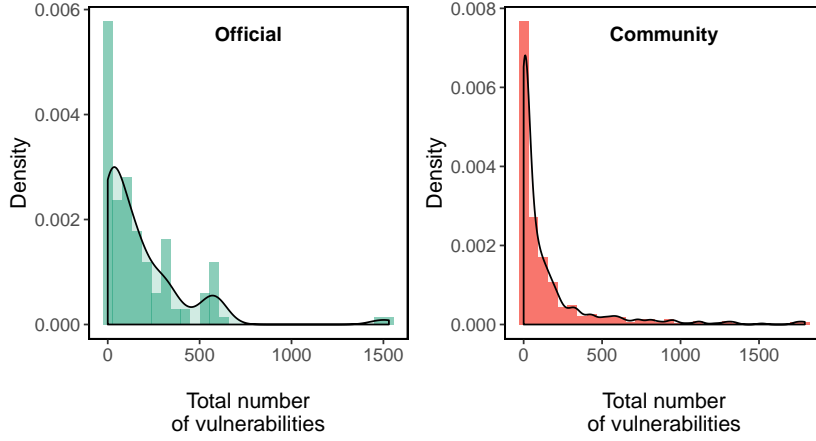 Official
Density
0.006
0.004
0.002
0.000
0
500
1000
1500
Total number
of vulnerabilities
Community
Density
0.008
0.006
0.004
0.002
0.000
0
500
1000
1500
Total number
of vulnerabilities